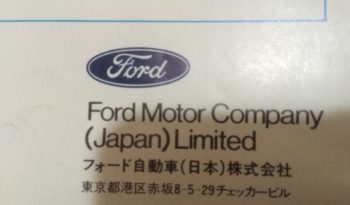 Ford
Ford Motor Company
(Japan) Limited
フォード自動車(日本)株式会社
東京都港区赤坂8-5-29チェッカービル